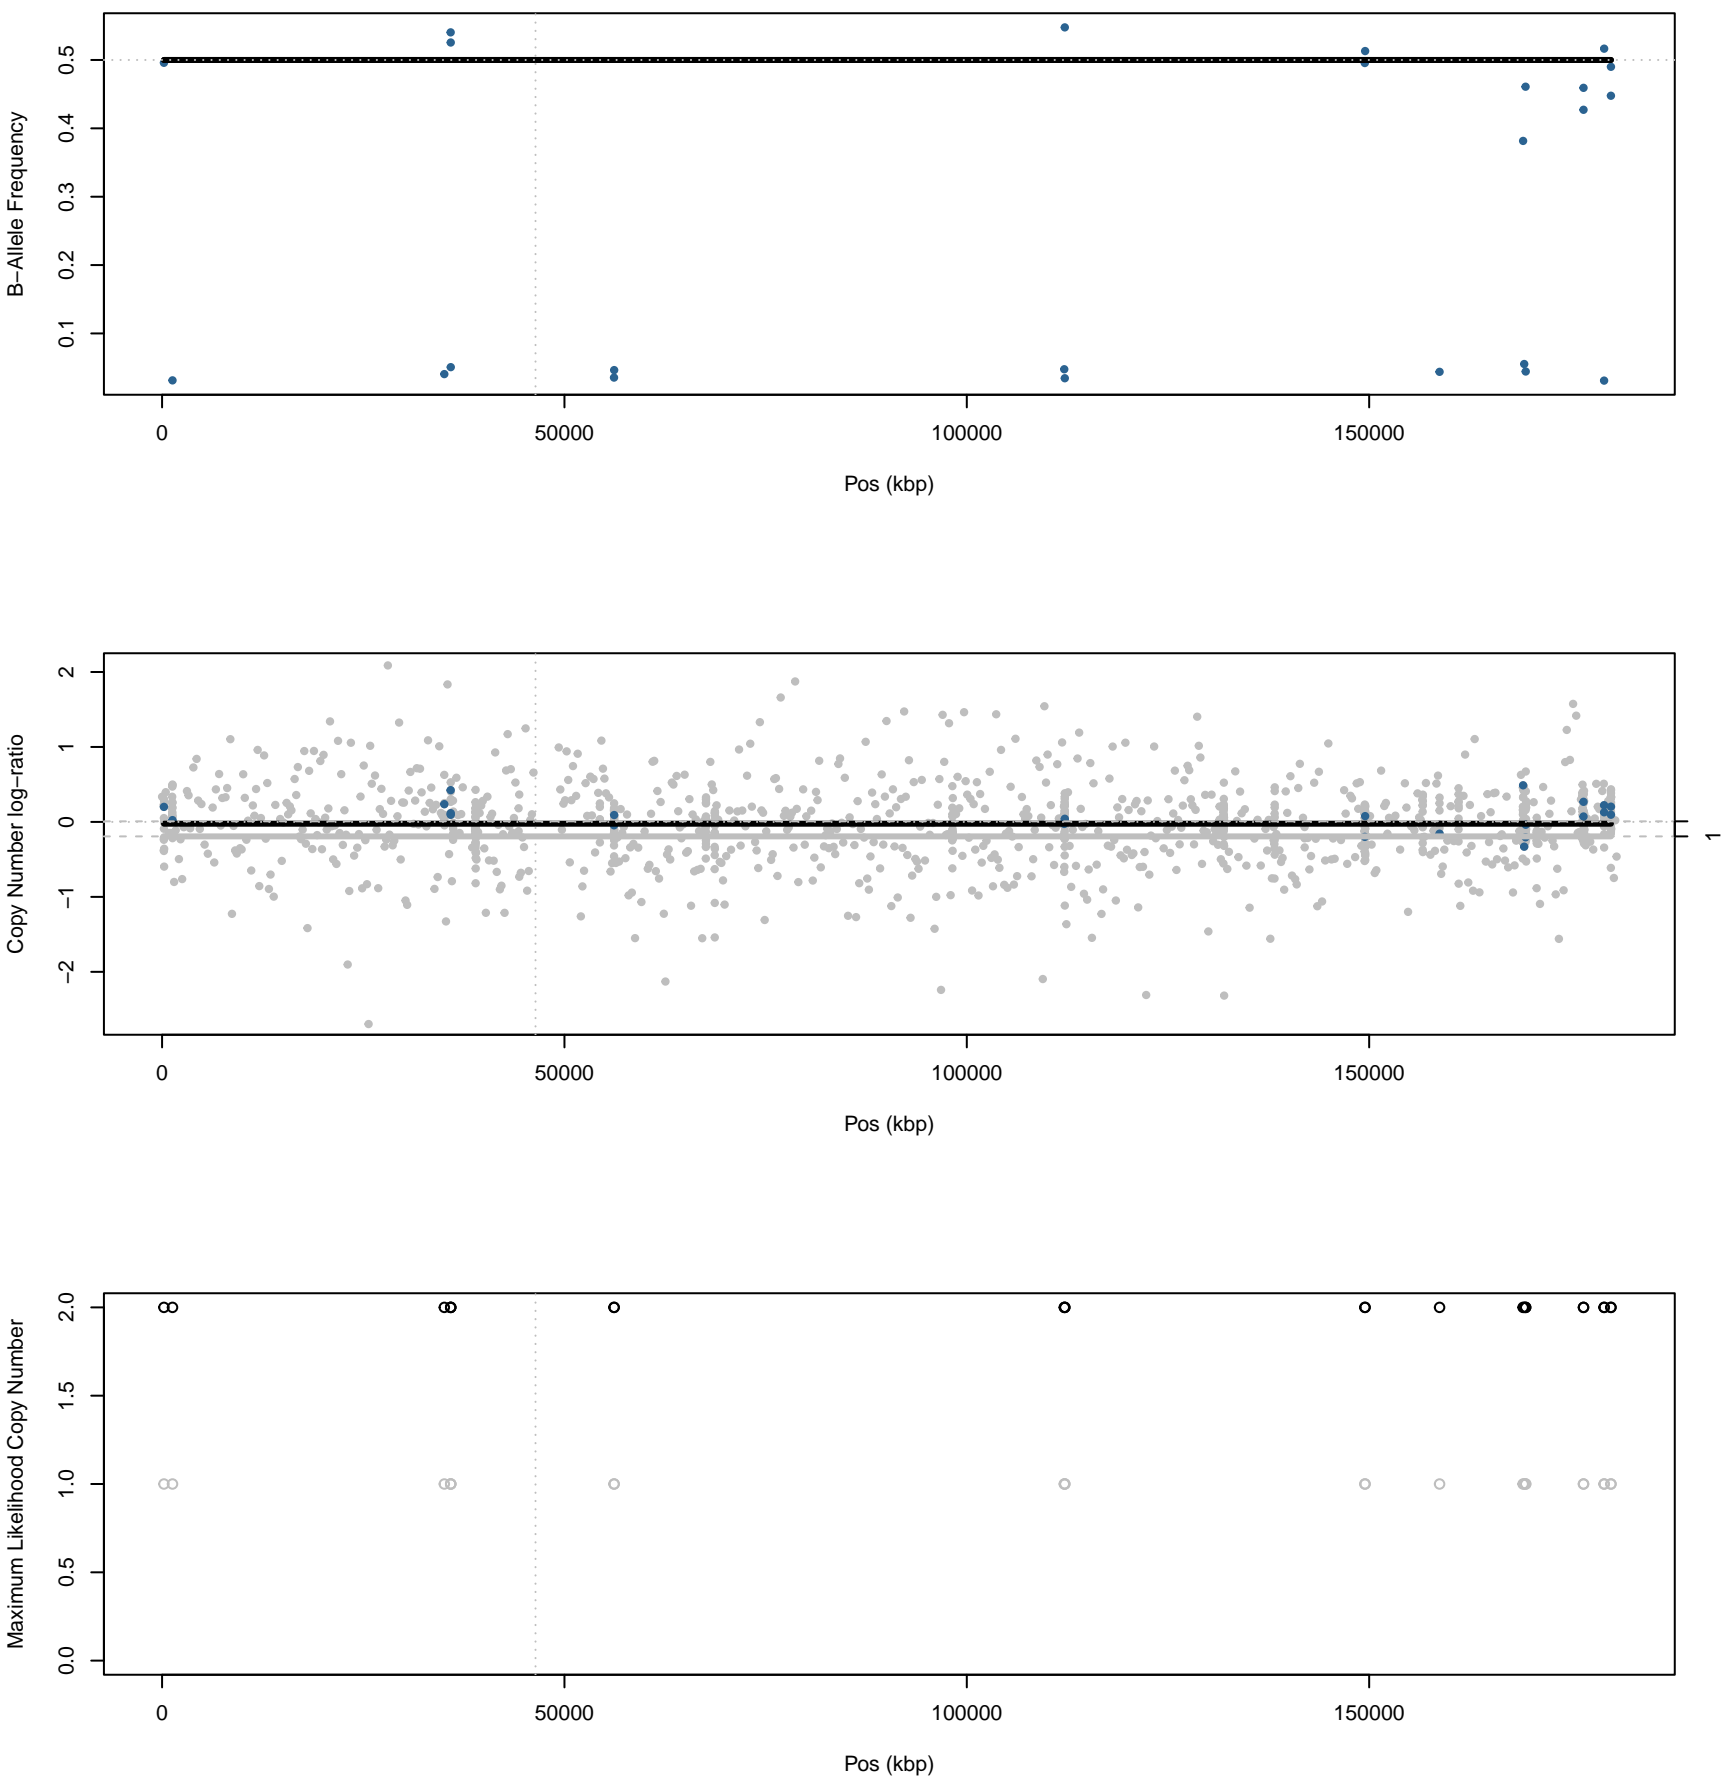 B−Allele Frequency
0.5
0.4
0.3
0.2
0.1
0 50000 100000 150000
Pos (kbp)
Copy Number log−ratio
2
1
0
−1
−2
1
0 50000 100000 150000
Pos (kbp)
Maximum Likelihood Copy Number
2.0
1.5
1.0
0.5
0.0
0 50000 100000 150000
Pos (kbp)